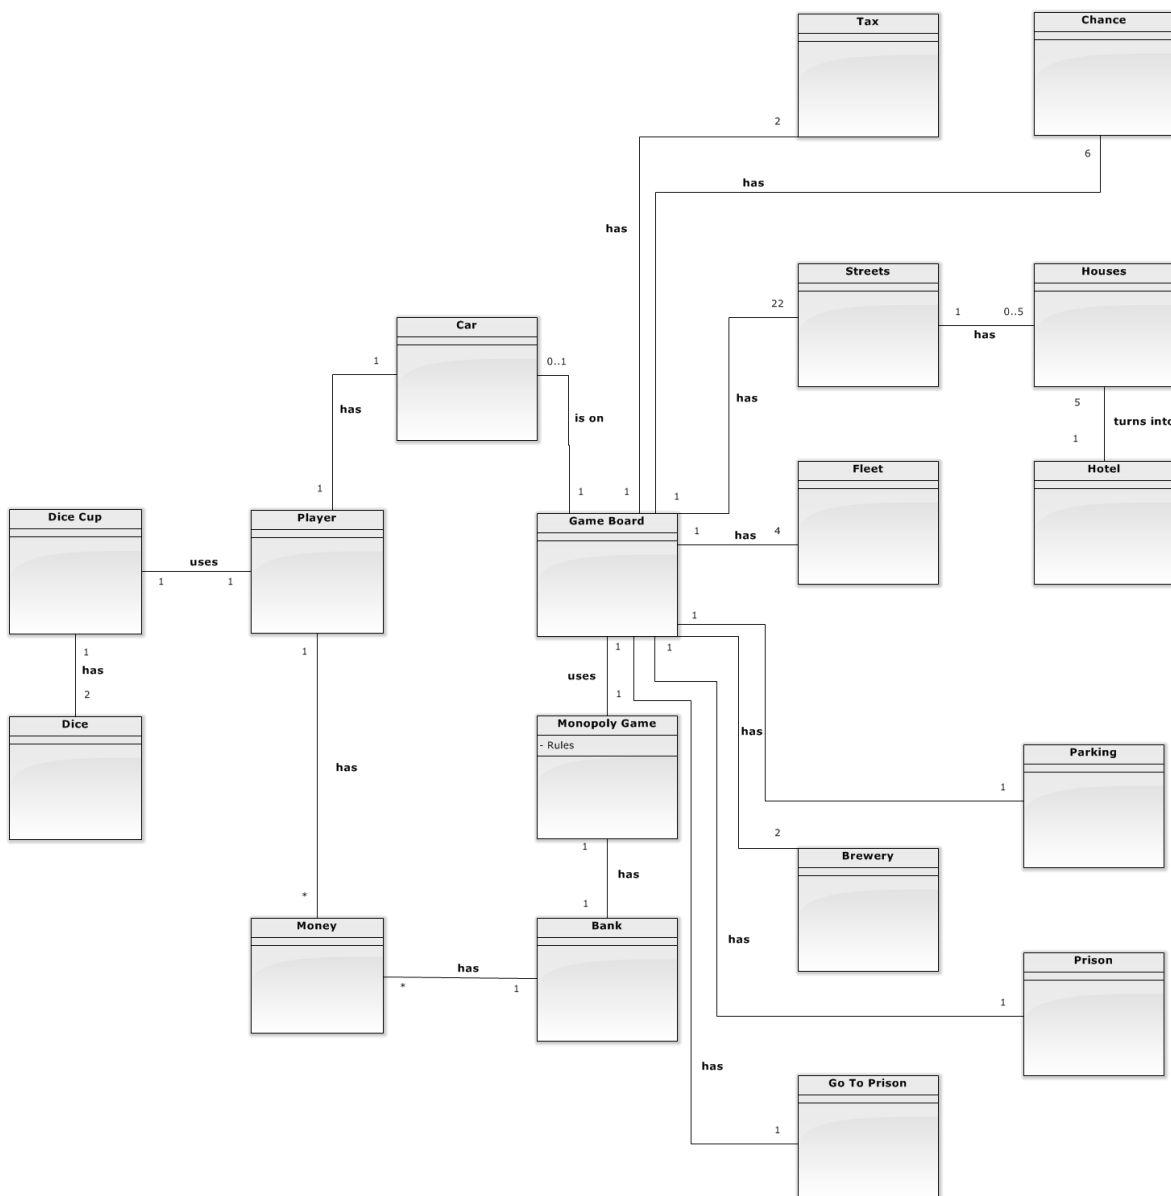 Tax
Chance
2
6
has
has
Streets
Houses
22
1
0..5
has
Car
1
0..1
has
has
is on
5
turns into
1
Fleet
Hotel
1
1
1
1
Dice Cup
Player
Game Board
1
has
4
uses
1
1
1
1
1
1
1
has
uses
2
1
Dice
Monopoly Game
- Rules
has
has
Parking
1
2
1
Brewery
has
*
1
Money
Bank
has
has
Prison
*
1
1
has
Go To Prison
1